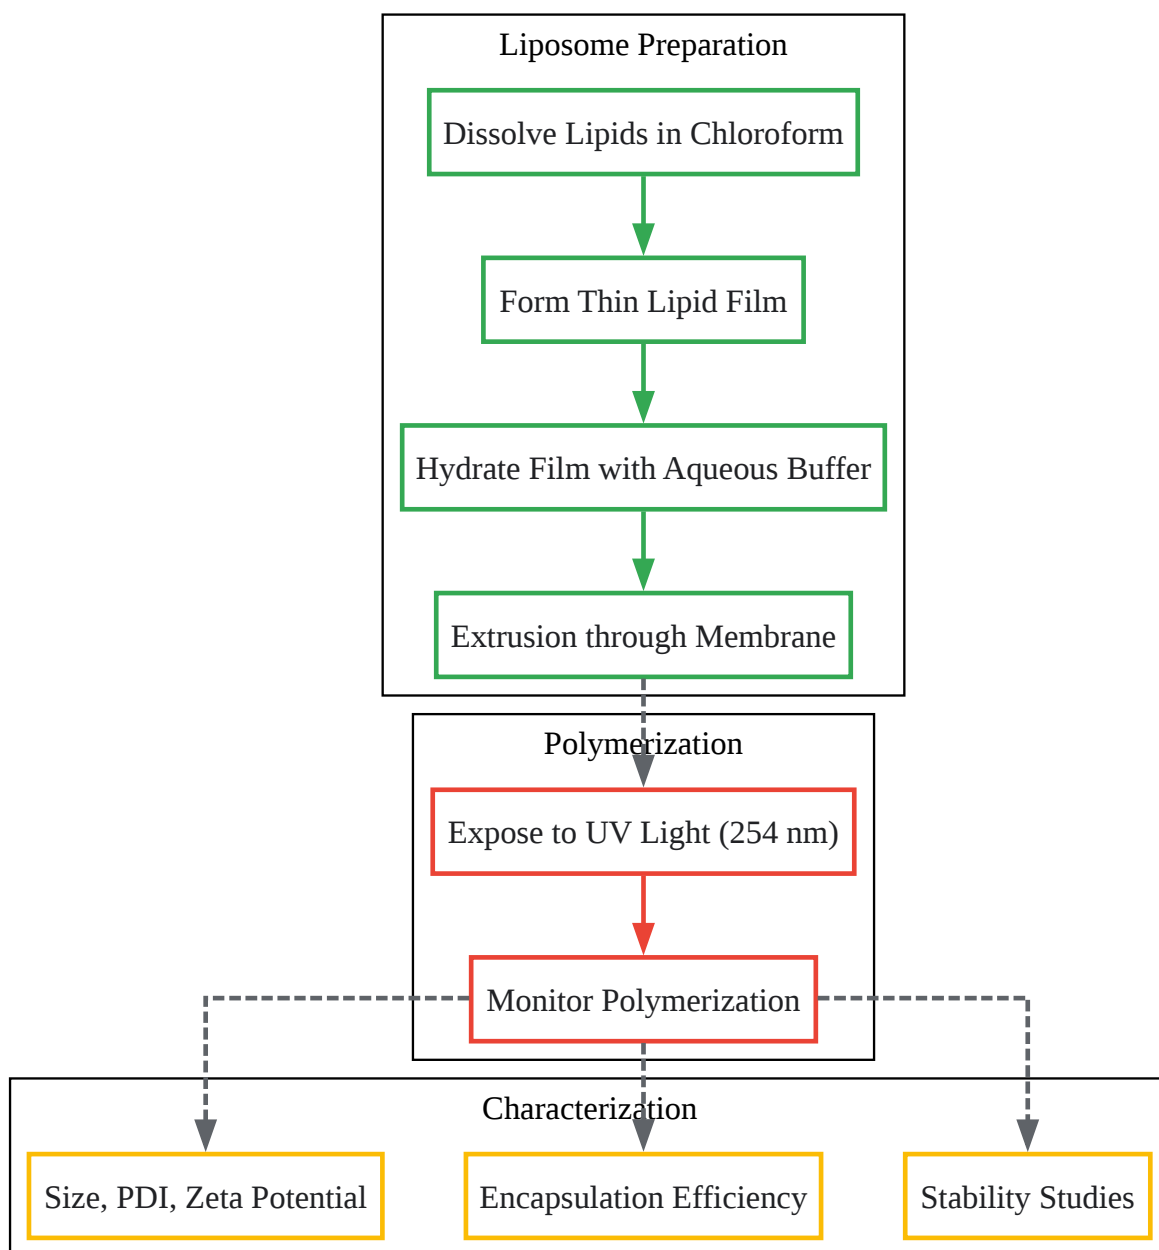 Liposome Preparation
Dissolve Lipids in Chloroform
Form Thin Lipid Film
Hydrate Film with Aqueous Buffer
Extrusion through Membrane
Polymerization
Expose to UV Light (254 nm)
Monitor Polymerization
Characterization
Size, PDI, Zeta Potential
Encapsulation Efficiency
Stability Studies